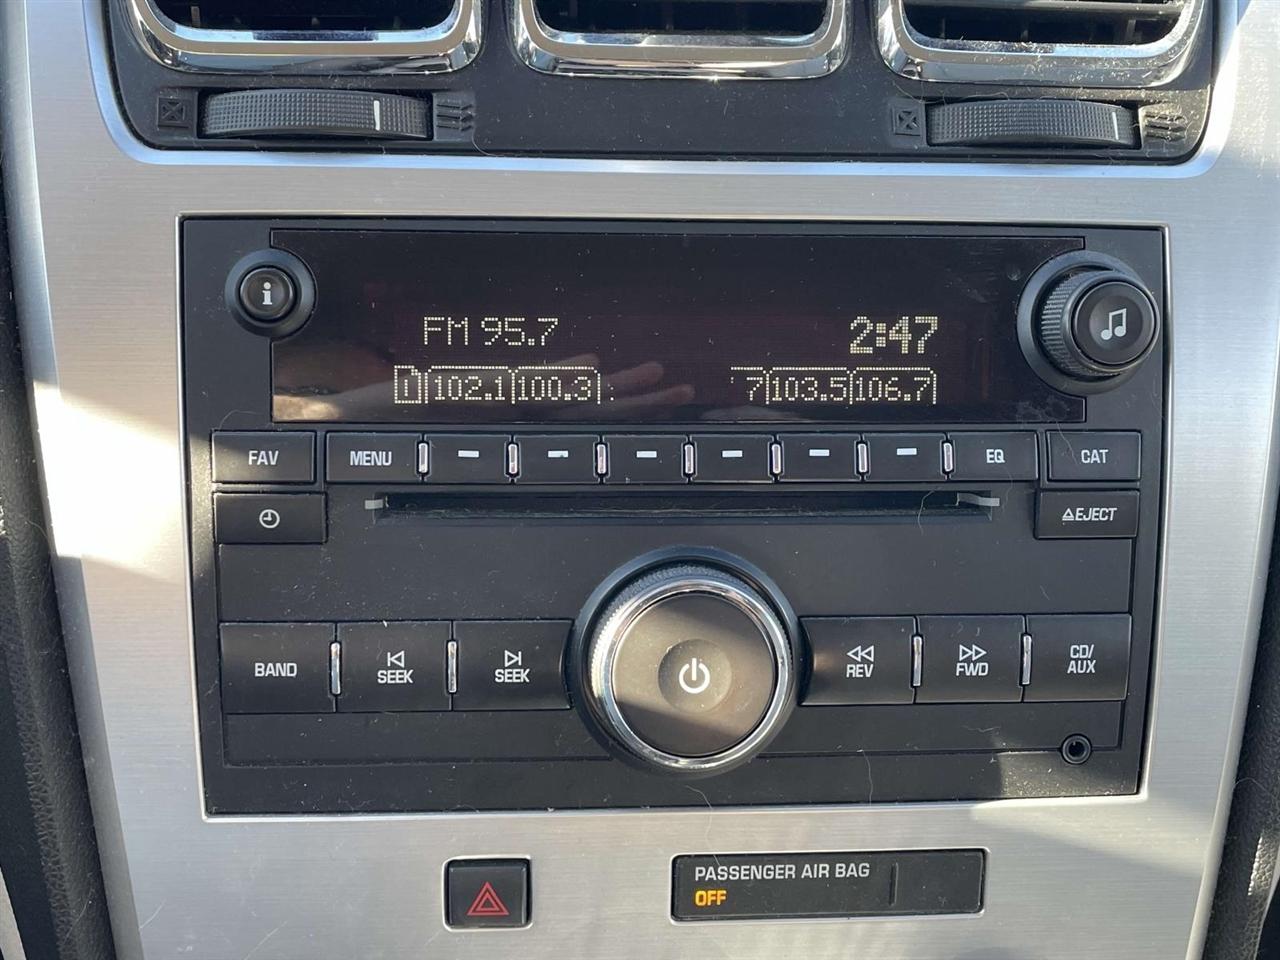 i
FM 95.7 2:47
1 102.1 100.3 7 103.5 106.7
FAV MENU EQ CAT
▲EJECT
BAND SEEK SEEK REV FWD CD/
AUX
PASSENGER AIR BAG
OFF